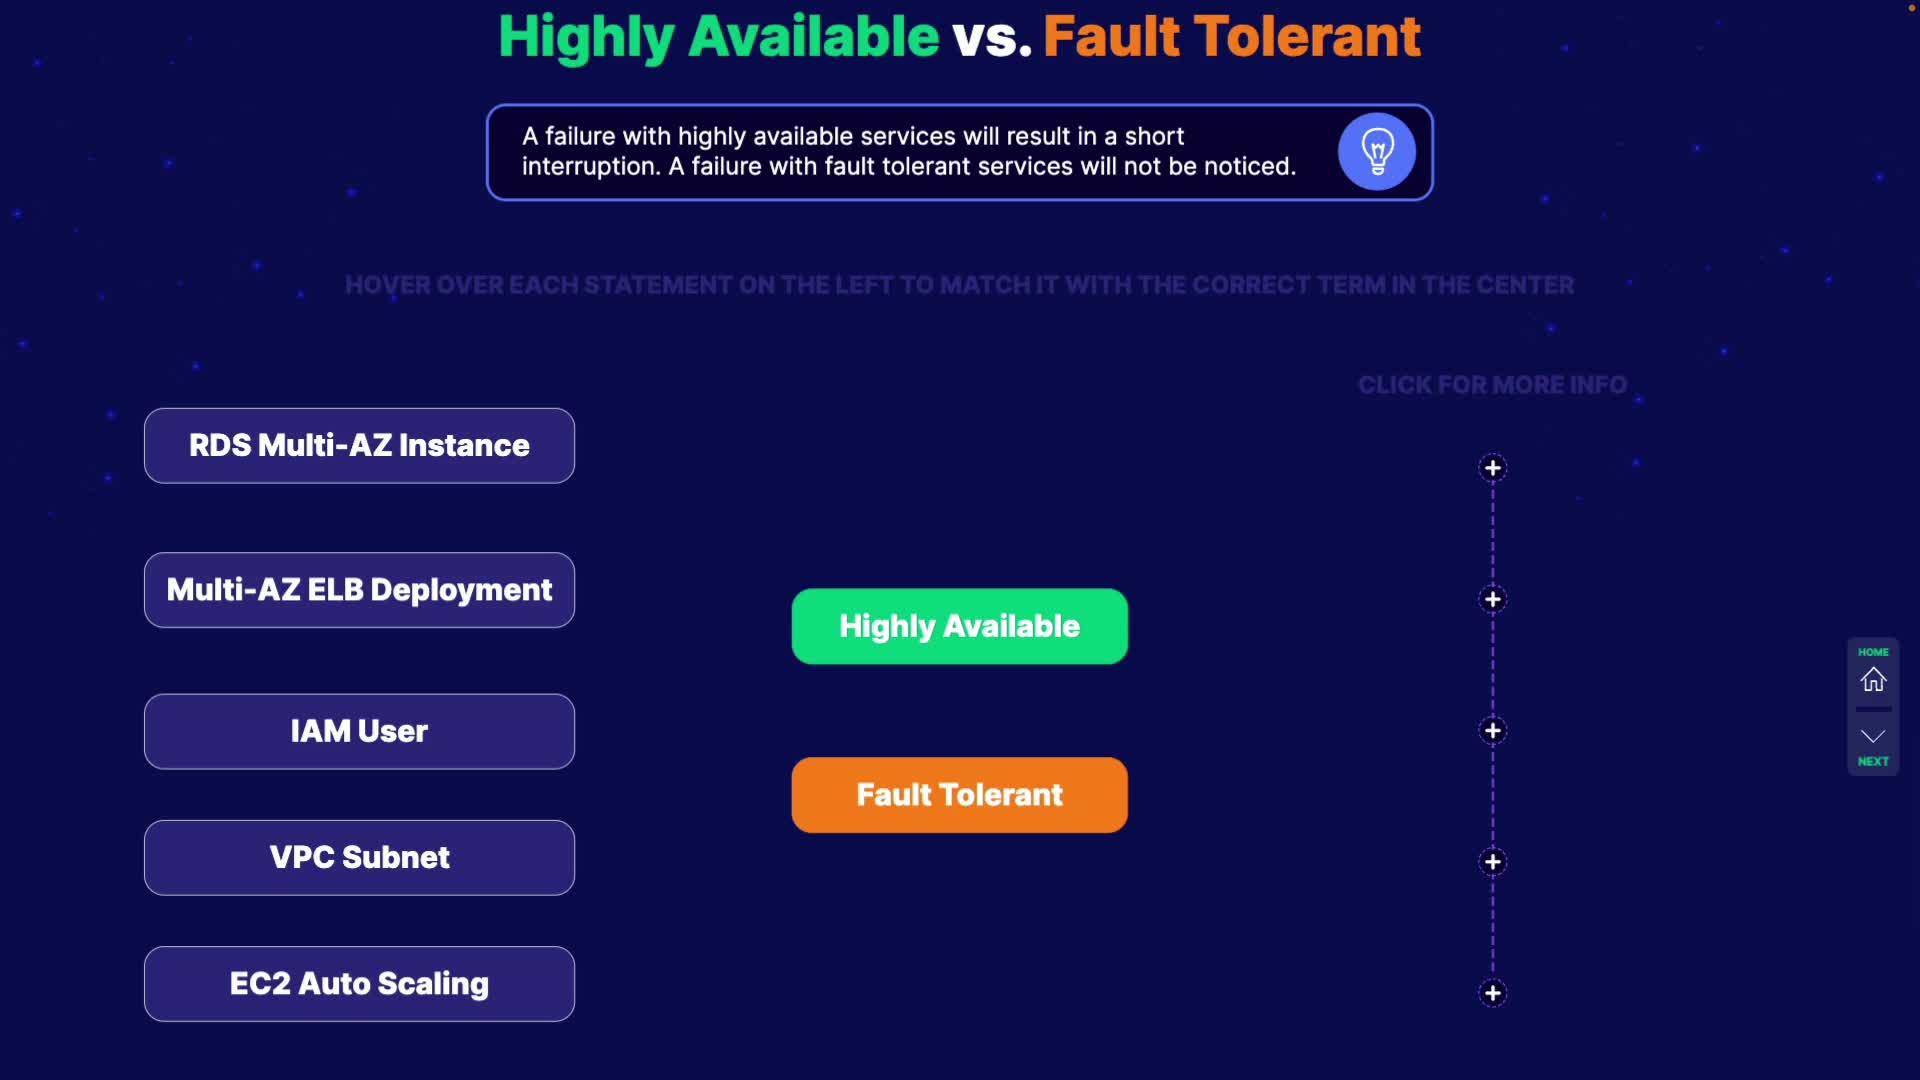 Highly Available vs. Fault Tolerant
A failure with highly available services will result in a short
interruption. A failure with fault tolerant services will not be noticed.
HOVER OVER EACH STATEMENT ON THE LEFT TO MATCH IT WITH THE CORRECT TERM IN THE CENTER
CLICK FOR MORE INFO
RDS Multi-AZ Instance
Multi-AZ ELB Deployment
IAM User
VPC Subnet
EC2 Auto Scaling
Highly Available
Fault Tolerant
HOME
NEXT